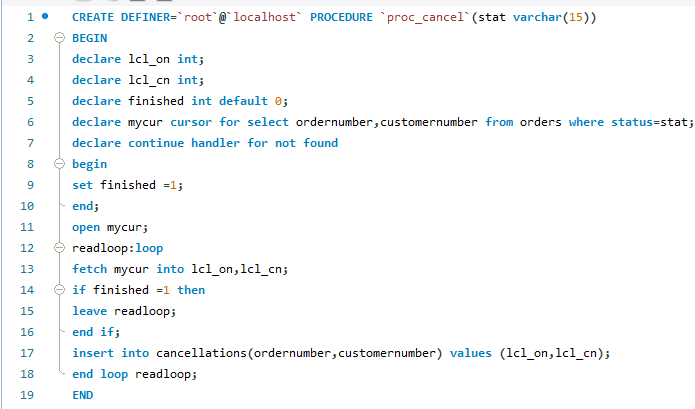 1 CREATE DEFINER=`root`@`localhost` PROCEDURE `proc_cancel`(stat varchar(15))
2 BEGIN
3 declare lcl_on int;
4 declare lcl_cn int;
5 declare finished int default 0;
6 declare mycur cursor for select ordernumber,customernumber from orders where status=stat;
7 declare continue handler for not found
8 begin
9 set finished =1;
10 end;
11 open mycur;
12 readloop:loop
13 fetch mycur into lcl_on,lcl_cn;
14 if finished =1 then
15 leave readloop;
16 end if;
17 insert into cancellations(ordernumber,customernumber) values (lcl_on,lcl_cn);
18 end loop readloop;
19 END